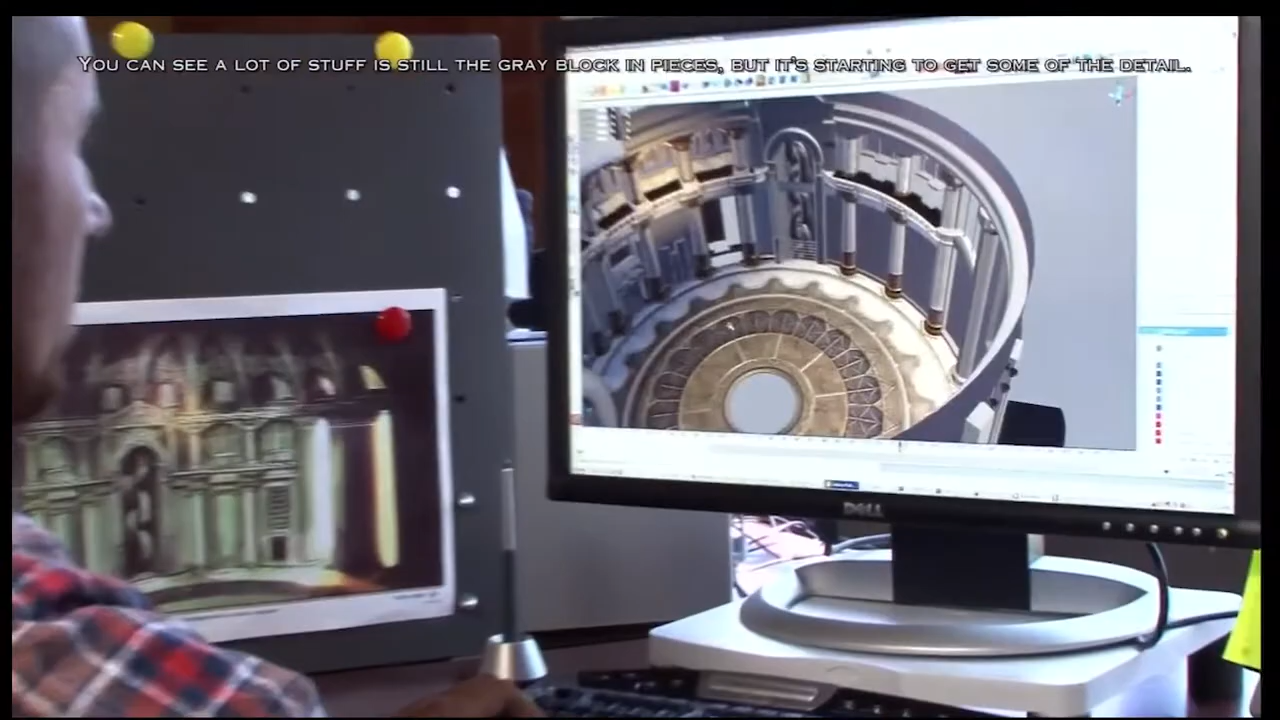 You can see a lot of stuff is still the gray block in pieces, but it's starting to get some of the detail.
DELL